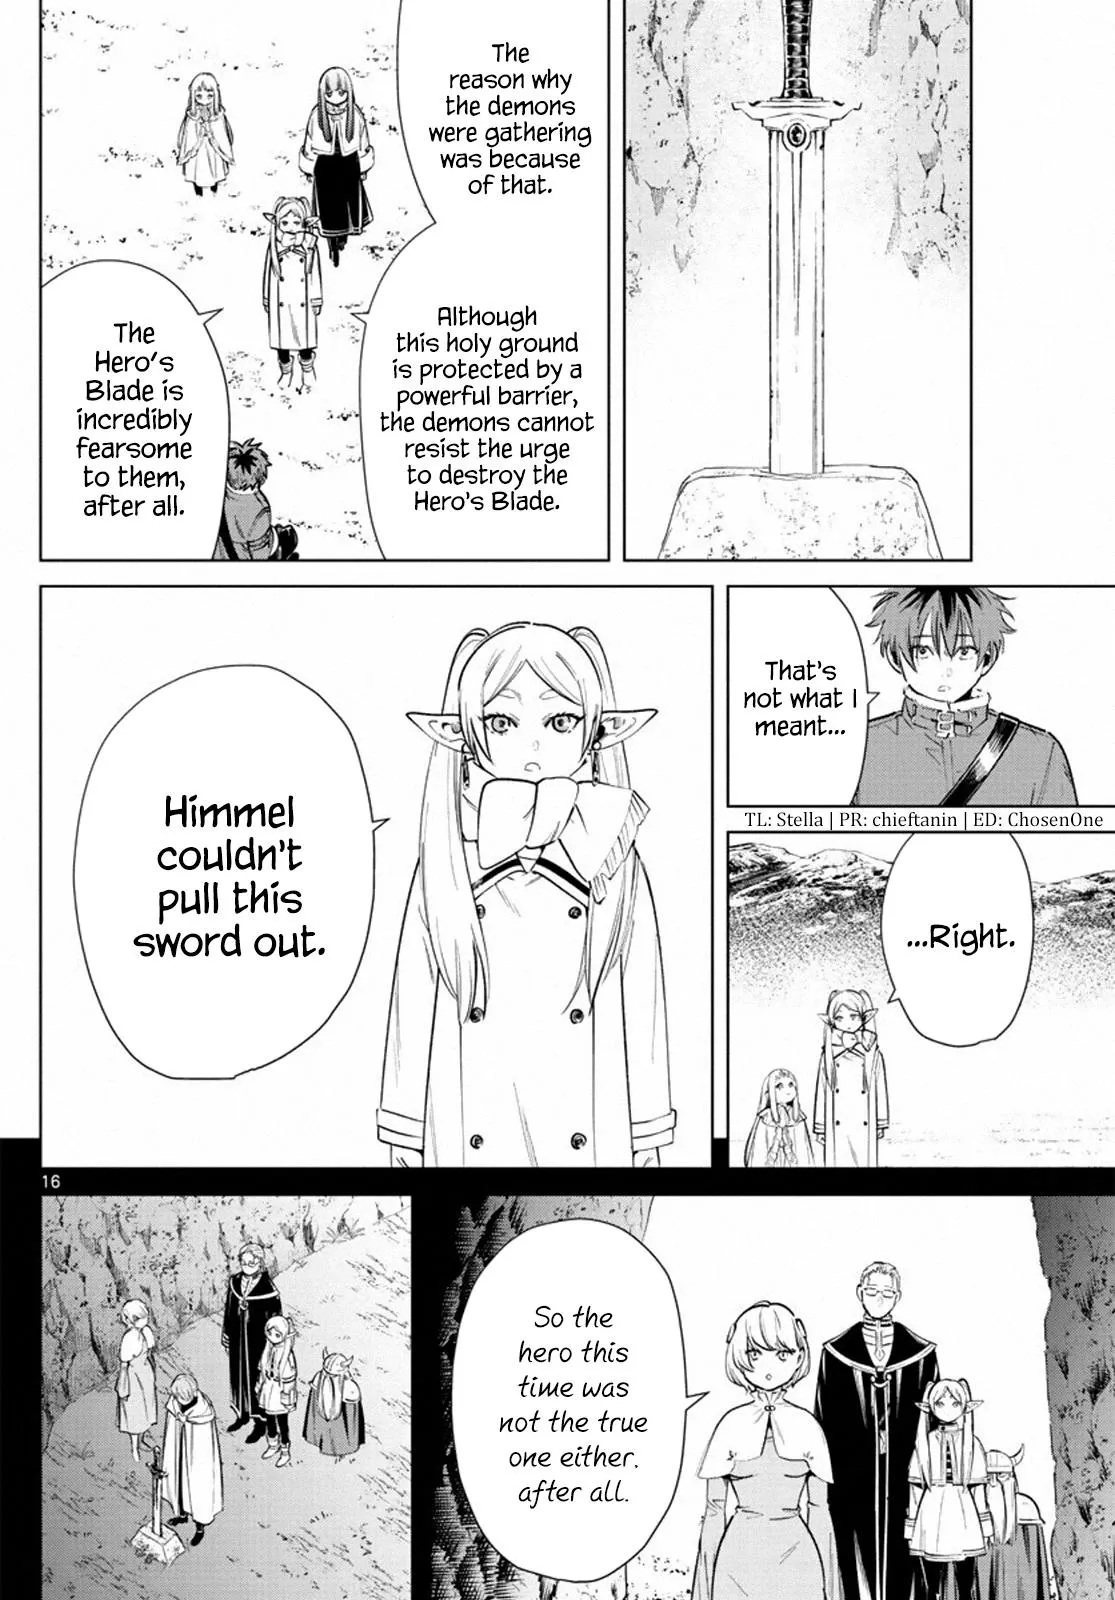 The
reason why
the demons
were gathering
was because
of that.
Although
this holy ground
is protected by a
powerful barrier,
the demons cannot
resist the urge
to destroy the
Hero's Blade.
The
Hero's
Blade is
incredibly
fearsome
to them,
after all.
That's
not what I
meant...
TL: Stella | PR: chieftanin | ED: ChosenOne
...Right.
Himmel
couldn't
pull this
sword out.
16
So the
hero this
time was
not the true
one either,
after all.